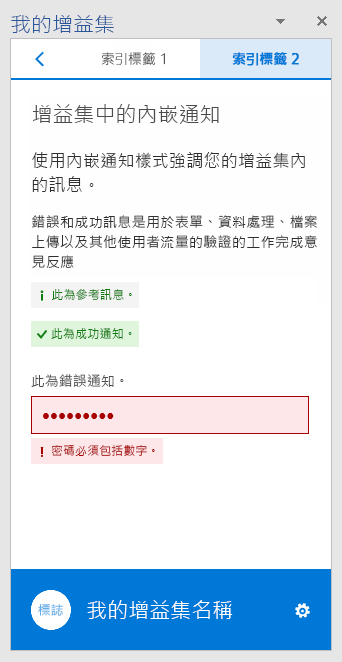 我的增益集
索引標籤 1
索引標籤 2
增益集中的內嵌通知
使用內嵌通知樣式強調您的增益集內
的訊息。
錯誤和成功訊息是用於表單、資料處理、檔案
上傳以及其他使用者流量的驗證的工作完成意
見反應
此為參考訊息。
此為成功通知。
此為錯誤通知。
●●●●●●●●●
密碼必須包括數字。
標誌
我的增益集名稱